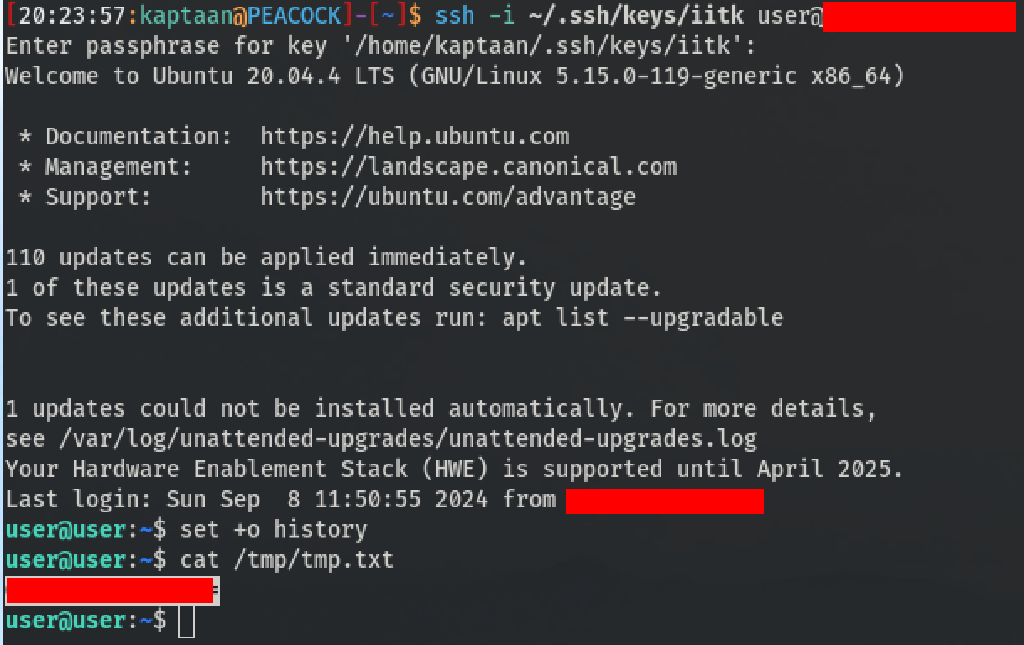 [20:23:57:kaptaan@PEACOCK]-[~]$ ssh -i ~/.ssh/keys/iitk user@
Enter passphrase for key '/home/kaptaan/.ssh/keys/iitk':
Welcome to Ubuntu 20.04.4 LTS (GNU/Linux 5.15.0-119-generic x86_64)
* Documentation:  https://help.ubuntu.com
* Management:     https://landscape.canonical.com
* Support:        https://ubuntu.com/advantage
110 updates can be applied immediately.
1 of these updates is a standard security update.
To see these additional updates run: apt list --upgradable
1 updates could not be installed automatically. For more details,
see /var/log/unattended-upgrades/unattended-upgrades.log
Your Hardware Enablement Stack (HWE) is supported until April 2025.
Last login: Sun Sep  8 11:50:55 2024 from
user@user:~$ set +o history
user@user:~$ cat /tmp/tmp.txt
=
user@user:~$